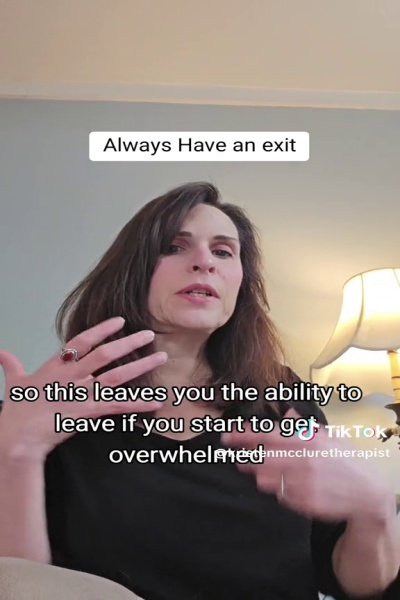 Always Have an exit
so this leaves you the ability to
leave if you start to get
TikTok
overwhelmed
@kristenmccluretherapist